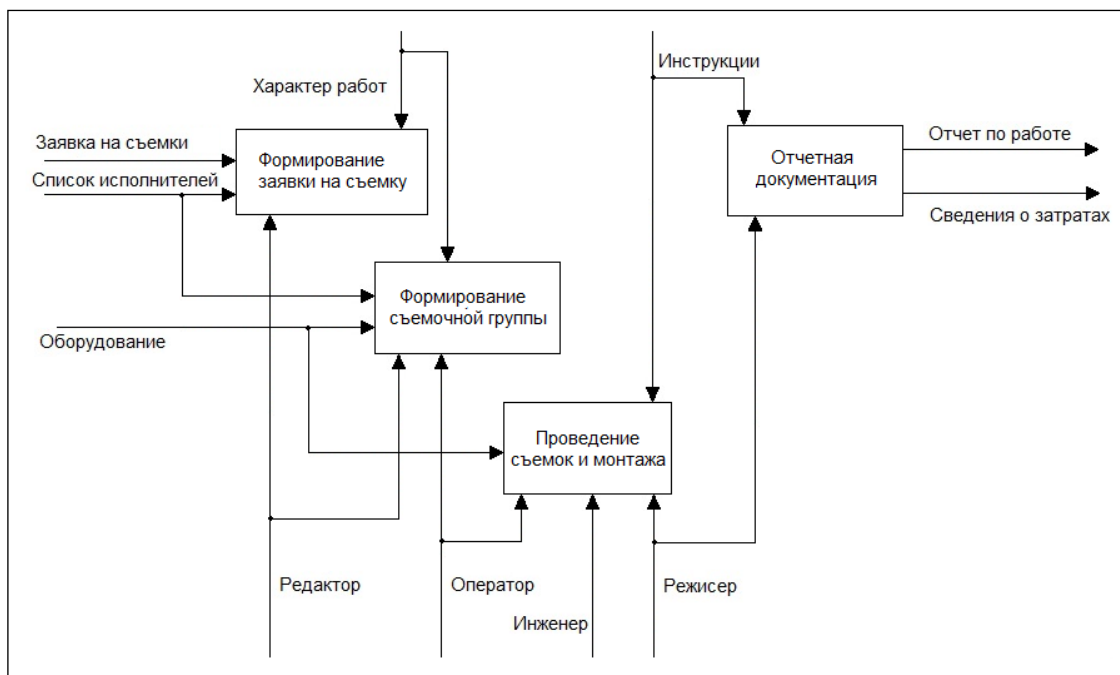 Инструкции
Характер работ
Заявка на съемки
Список исполнителей
Формирование
заявки на съемку
Отчетная
документация
Отчет по работе
Сведения о затратах
Формирование
съемочной группы
Оборудование
Проведение
съемок и монтажа
Редактор
Оператор
Режисер
Инженер